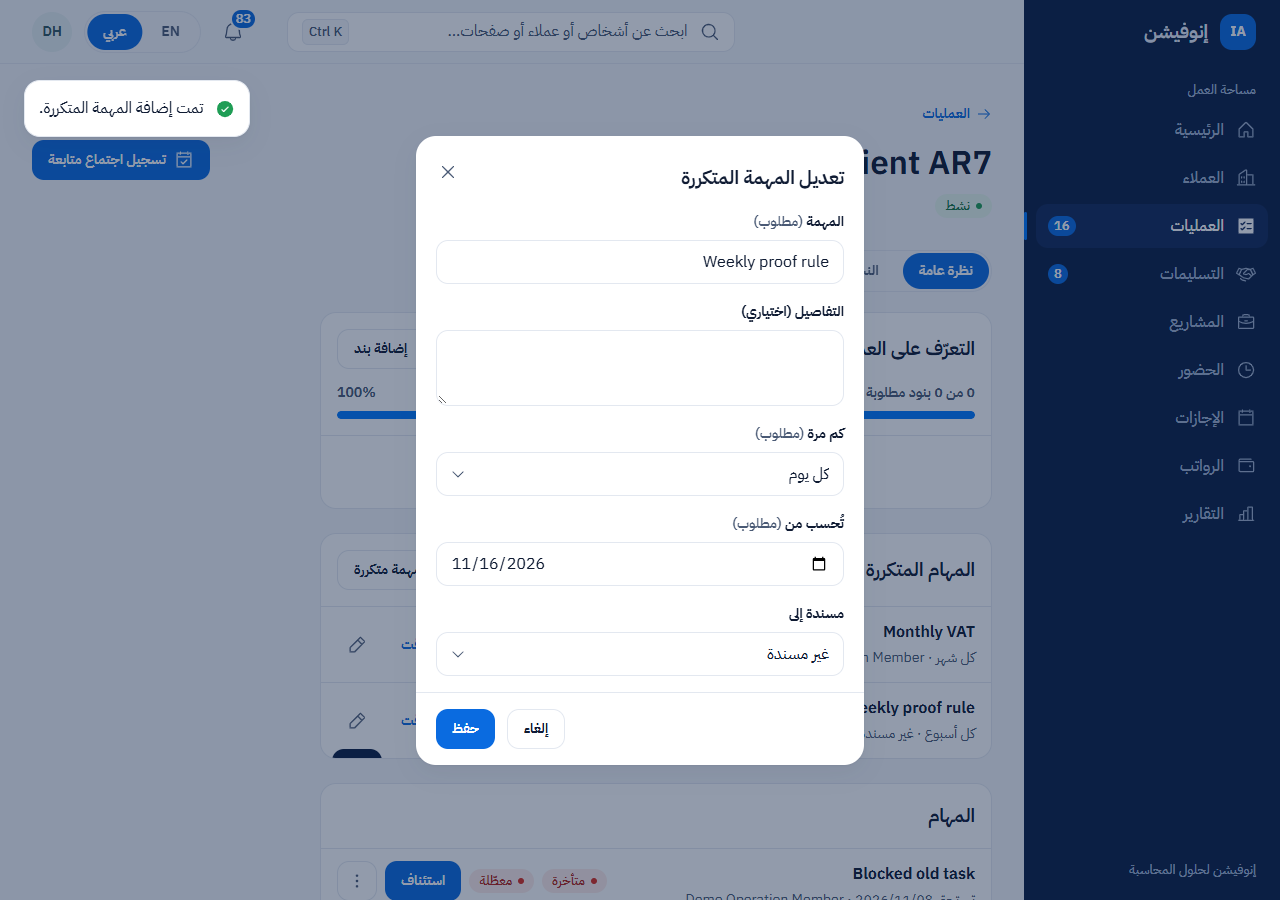 إنوفيشن
IA
مساحة العمل
الرئيسية
العملاء
العمليات
16
التسليمات
8
المشاريع
الحضور
الإجازات
الرواتب
التقارير
إنوفيشن لحلول المحاسبة
ابحث عن أشخاص أو عملاء أو صفحات...
Ctrl K
83
EN
عربي
DH
تمت إضافة المهمة المتكررة.
تسجيل اجتماع متابعة
العمليات
ient AR7
نشط
نظرة عامة
التعرّف على
إضافة بند
0 من 0 بنود مطلوبة
100%
المهام المتكررة
مهمة متكررة
Monthly VAT
كل شهر · Member
ekly proof rule
كل أسبوع · غير مسندة
المهام
Blocked old task
متأخرة
معطّلة
استئناف
Demo Operation Member · 2026/11/08
تعديل المهمة المتكررة
المهمة (مطلوب)
Weekly proof rule
التفاصيل (اختياري)
كم مرة (مطلوب)
كل يوم
تُحسب من (مطلوب)
11/16/2026
مسندة إلى
غير مسندة
إلغاء
حفظ